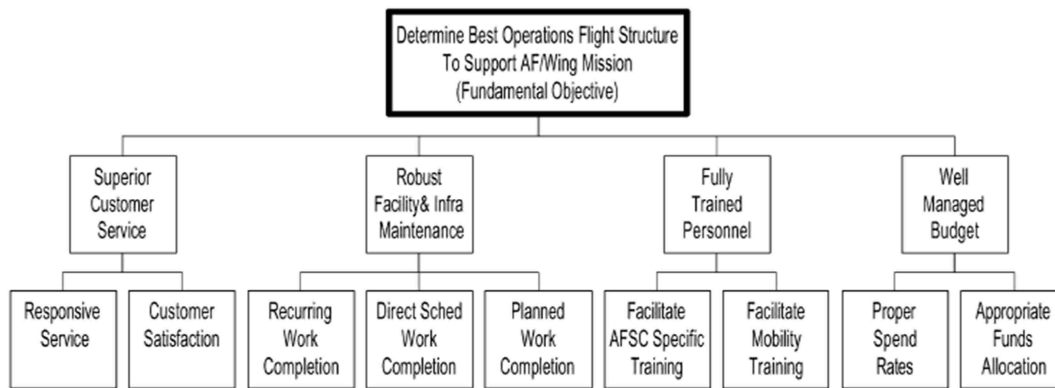 Determine Best Operations Flight Structure
To Support AF/Wing Mission
(Fundamental Objective)
Superior
Customer
Service
Robust
Facility& Infra
Maintenance
Fully
Trained
Personnel
Well
Managed
Budget
Responsive
Service
Customer
Satisfaction
Recurring
Work
Completion
Direct Sched
Work
Completion
Planned
Work
Completion
Facilitate
AFSC Specific
Training
Facilitate
Mobility
Training
Proper
Spend
Rates
Appropriate
Funds
Allocation